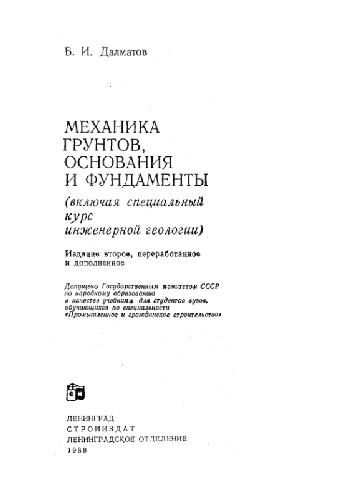 Б. И. Далматов
МЕХАНИКА
ГРУНТОВ,
ОСНОВАНИЯ
И ФУНДАМЕНТЫ
(включая специальный
курс
инженерной геологии)
Издание второе, переработанное
и дополненное
Допущено Государственным комитетом СССР
по народному образованию
в качестве учебника для студентов вузов,
обучающихся по специальности
«Промышленное и гражданское строительство»
ЛЕНИНГРАД
СТРОЙИЗДАТ
ЛЕНИНГРАДСКОЕ ОТДЕЛЕНИЕ
1988